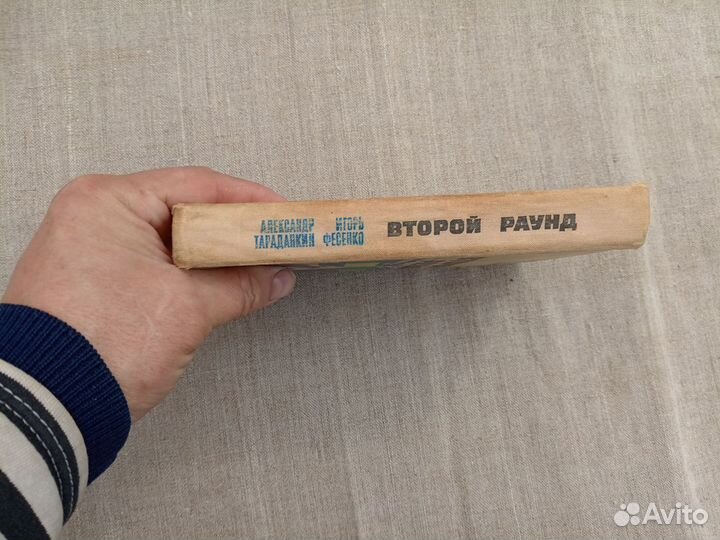 АЛЕКСАНДР ИГОРЬ
ТАРАДАНКИН ФЕСЕНКО
ВТОРОЙ РАУНД
Avito